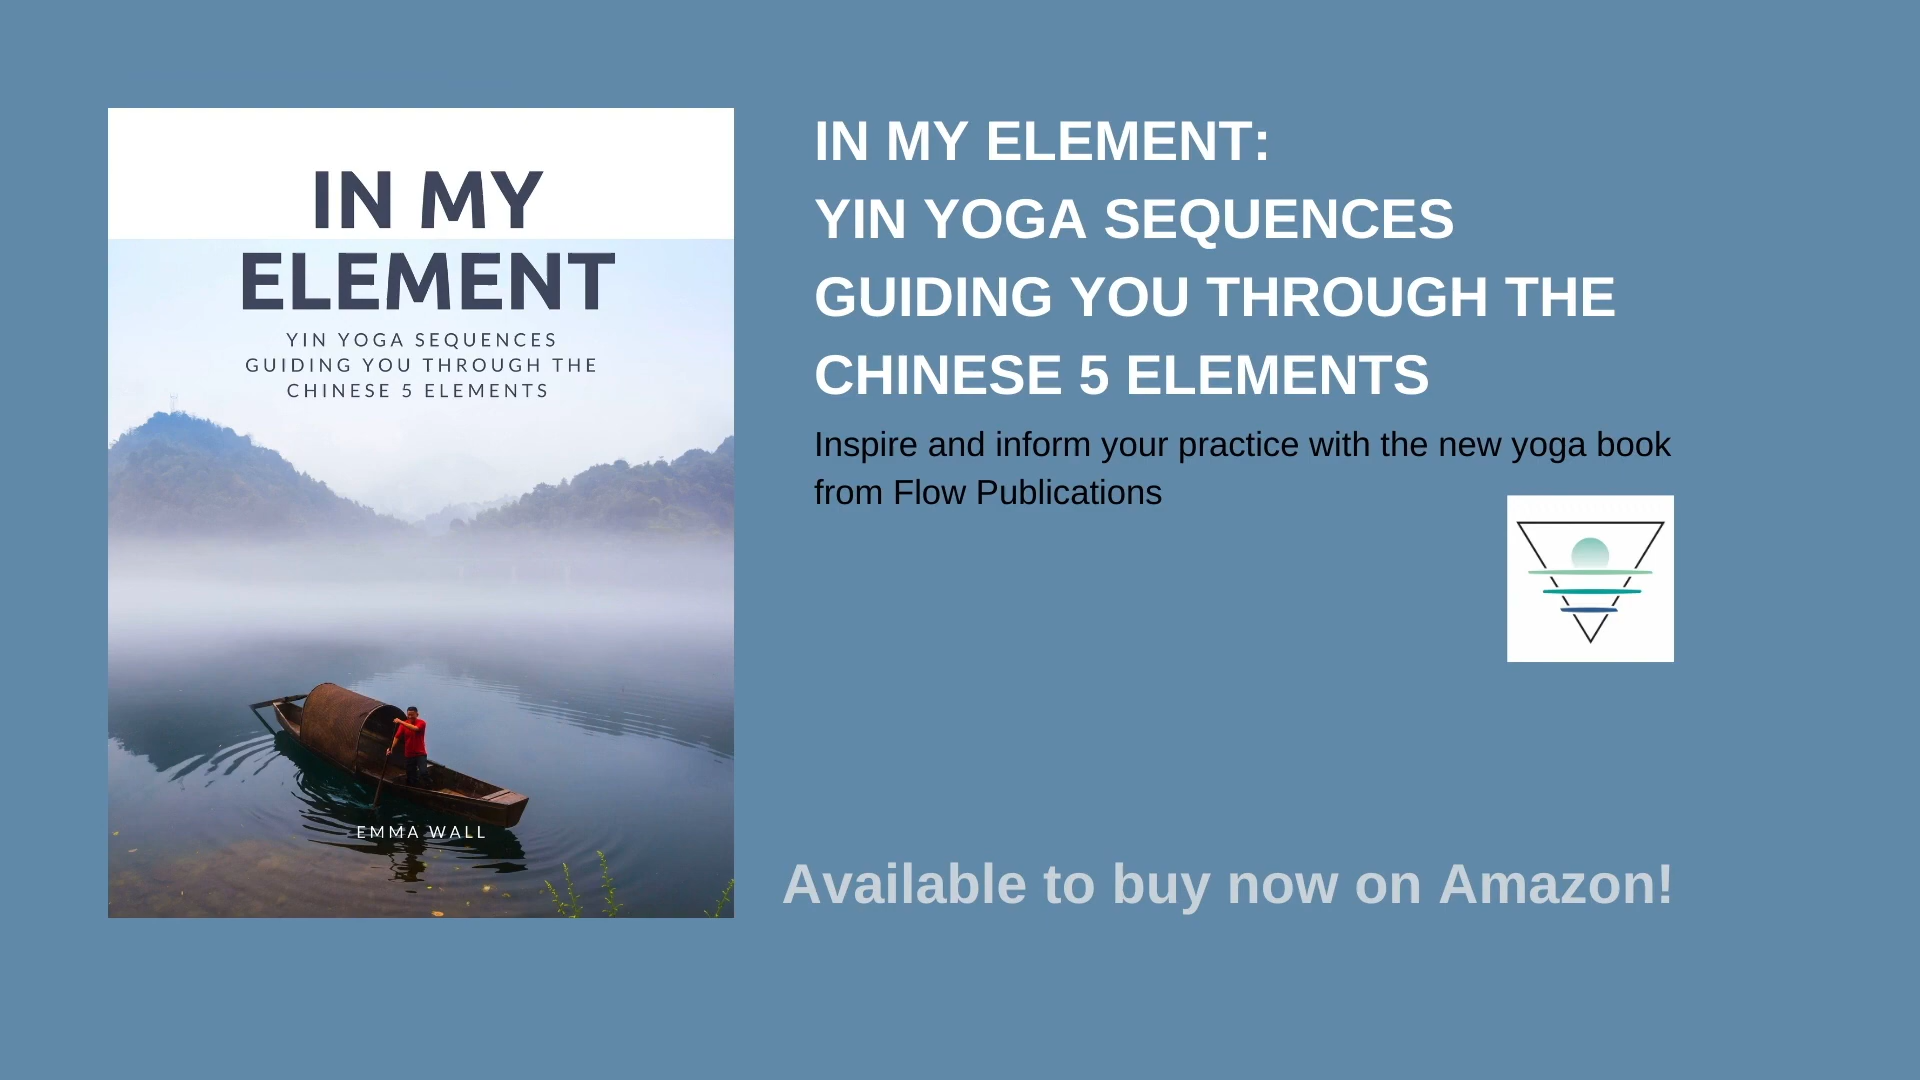 IN MY
ELEMENT
YIN YOGA SEQUENCES
GUIDING YOU THROUGH THE
CHINESE 5 ELEMENTS
EMMA WALL
IN MY ELEMENT:
YIN YOGA SEQUENCES
GUIDING YOU THROUGH THE
CHINESE 5 ELEMENTS
Inspire and inform your practice with the new yoga book
from Flow Publications
Available to buy now on Amazon!